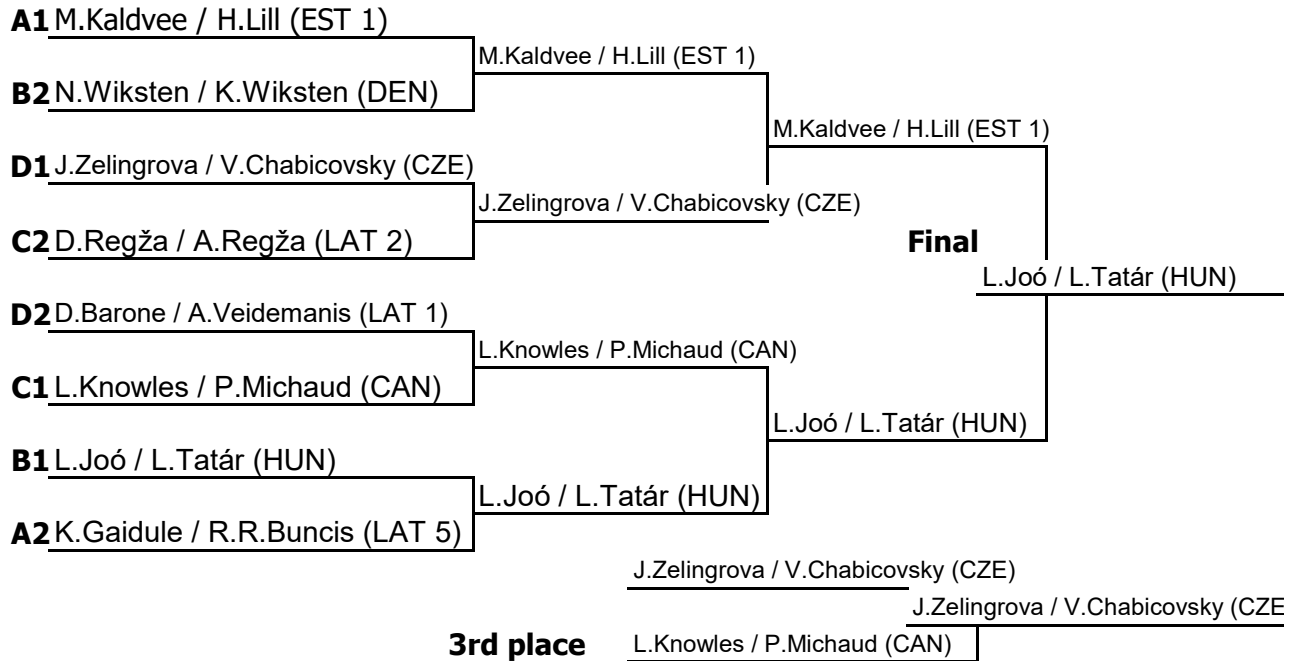 A1 M.Kaldvee / H.Lill (EST 1)
M.Kaldvee / H.Lill (EST 1)
B2 N.Wiksten / K.Wiksten (DEN)
M.Kaldvee / H.Lill (EST 1)
D1 J.Zelingrova / V.Chabicovsky (CZE)
J.Zelingrova / V.Chabicovsky (CZE)
C2 D.Regža / A.Regža (LAT 2)
Final
L.Joó / L.Tatár (HUN)
D2 D.Barone / A.Veidemanis (LAT 1)
L.Knowles / P.Michaud (CAN)
C1 L.Knowles / P.Michaud (CAN)
L.Joó / L.Tatár (HUN)
B1 L.Joó / L.Tatár (HUN)
L.Joó / L.Tatár (HUN)
A2 K.Gaidule / R.R.Buncis (LAT 5)
J.Zelingrova / V.Chabicovsky (CZE)
J.Zelingrova / V.Chabicovsky (CZE
3rd place L.Knowles / P.Michaud (CAN)